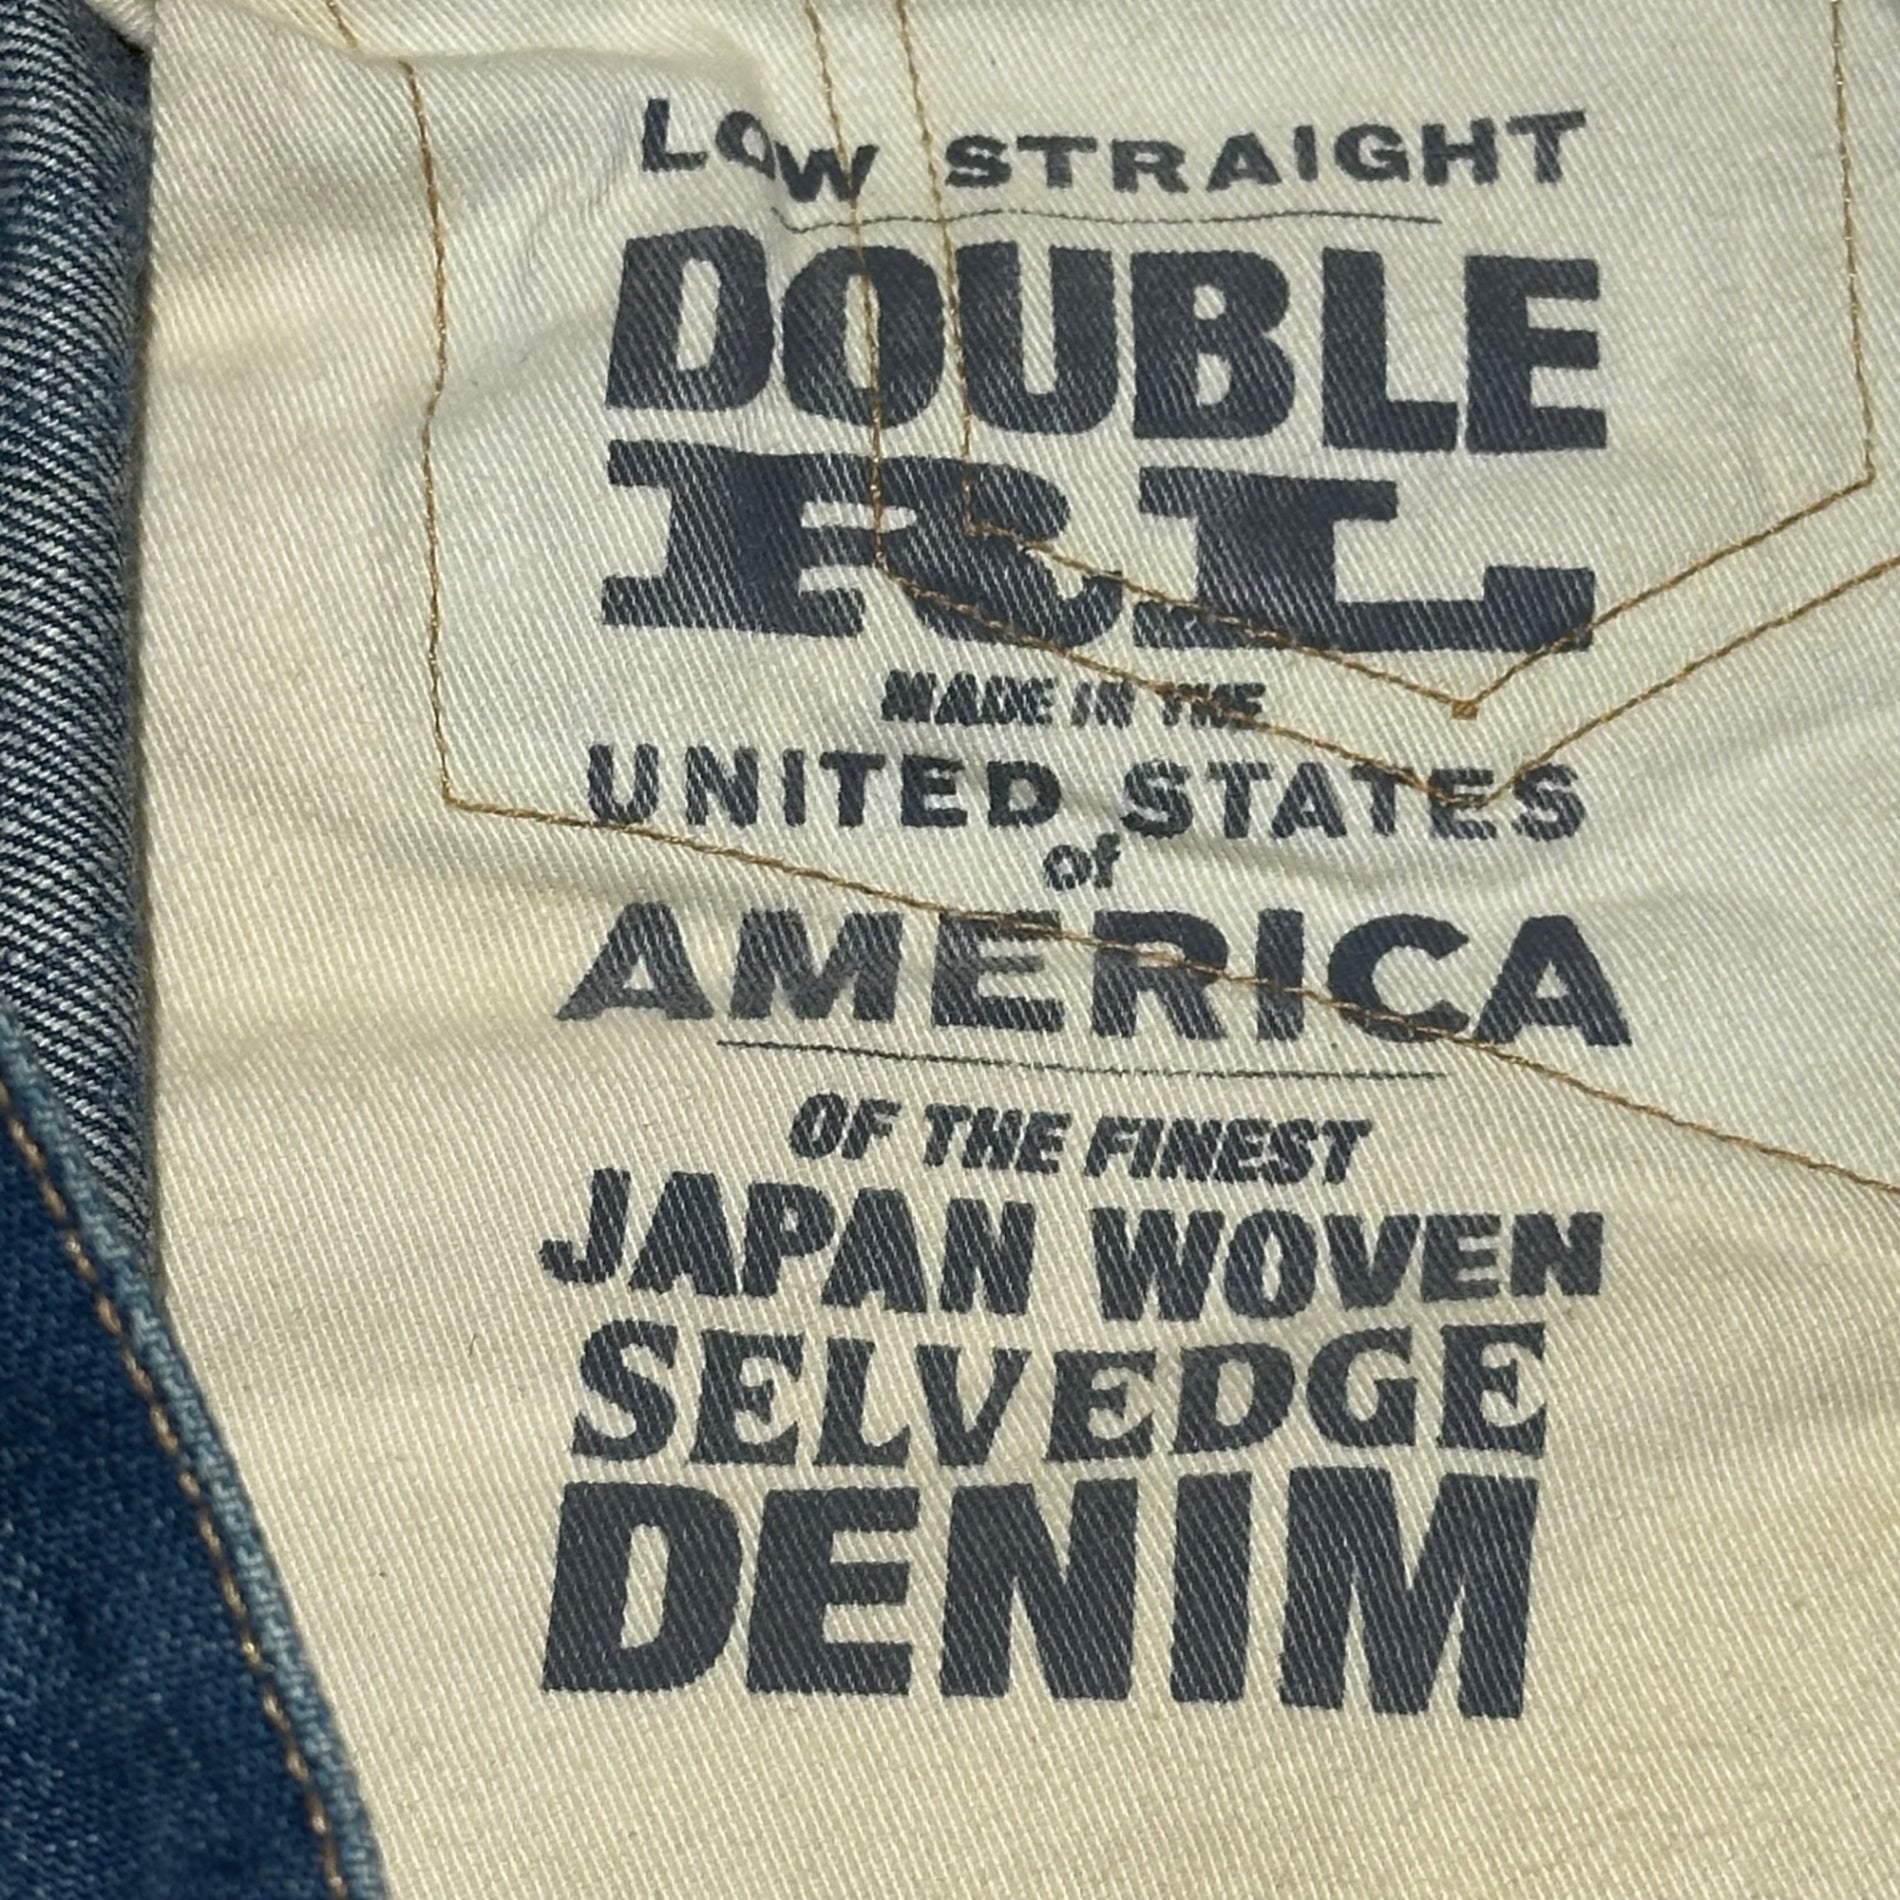 LOW STRAIGHT
DOUBLE
RL
MADE IN THE
UNITED STATES
of
AMERICA
OF THE FINEST
JAPAN WOVEN
SELVEDGE
DENIM